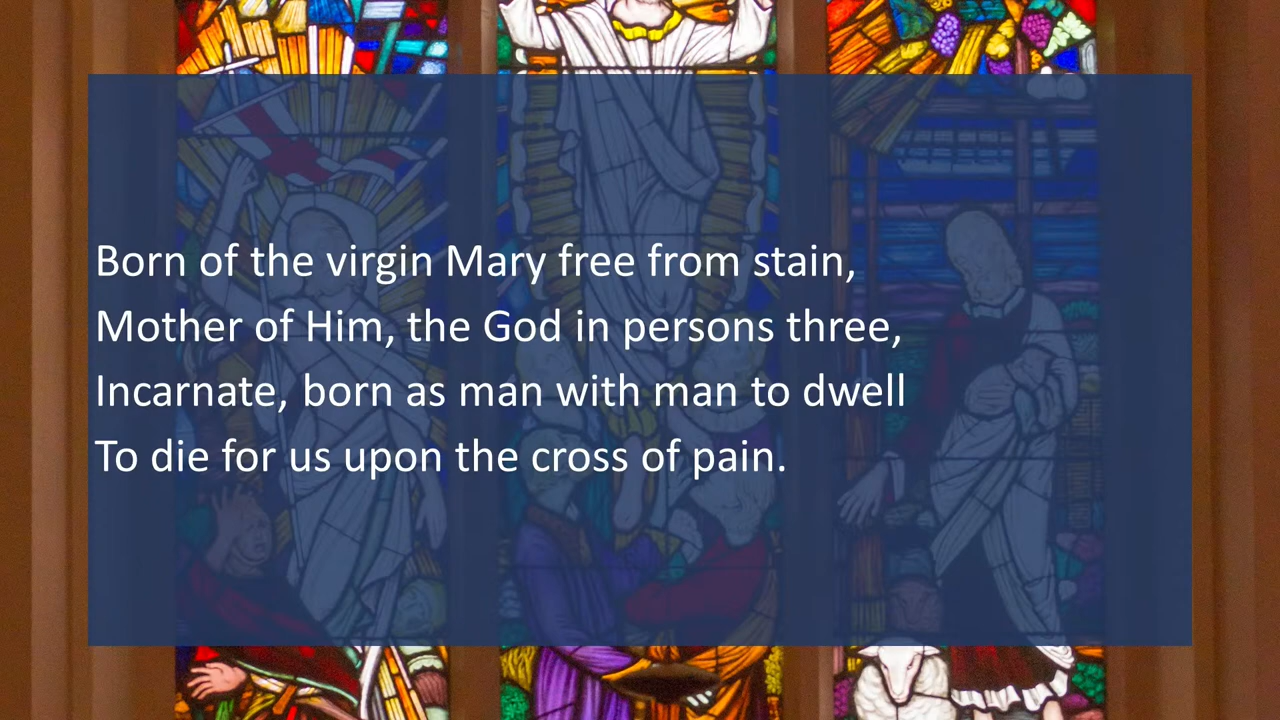 Born of the virgin Mary free from stain,
Mother of Him, the God in persons three,
Incarnate, born as man with man to dwell
To die for us upon the cross of pain.